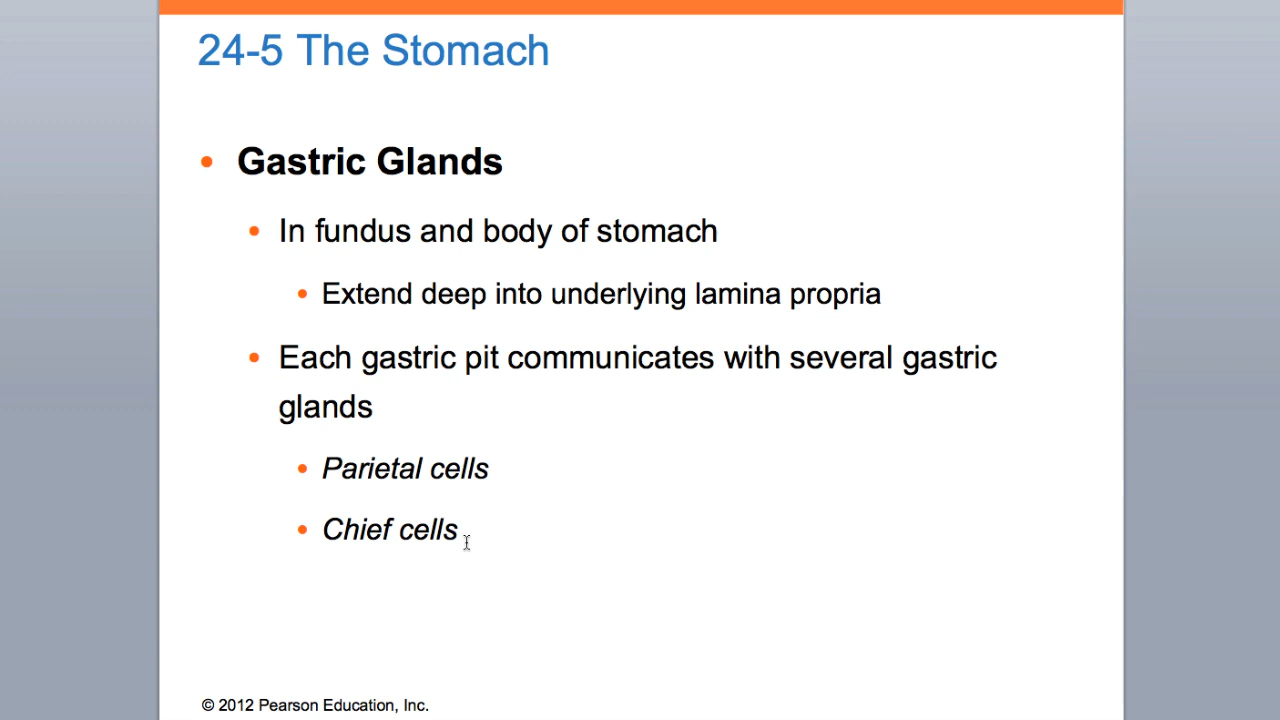 24-5 The Stomach
• Gastric Glands
• In fundus and body of stomach
• Extend deep into underlying lamina propria
• Each gastric pit communicates with several gastric
glands
• Parietal cells
• Chief cells
© 2012 Pearson Education, Inc.